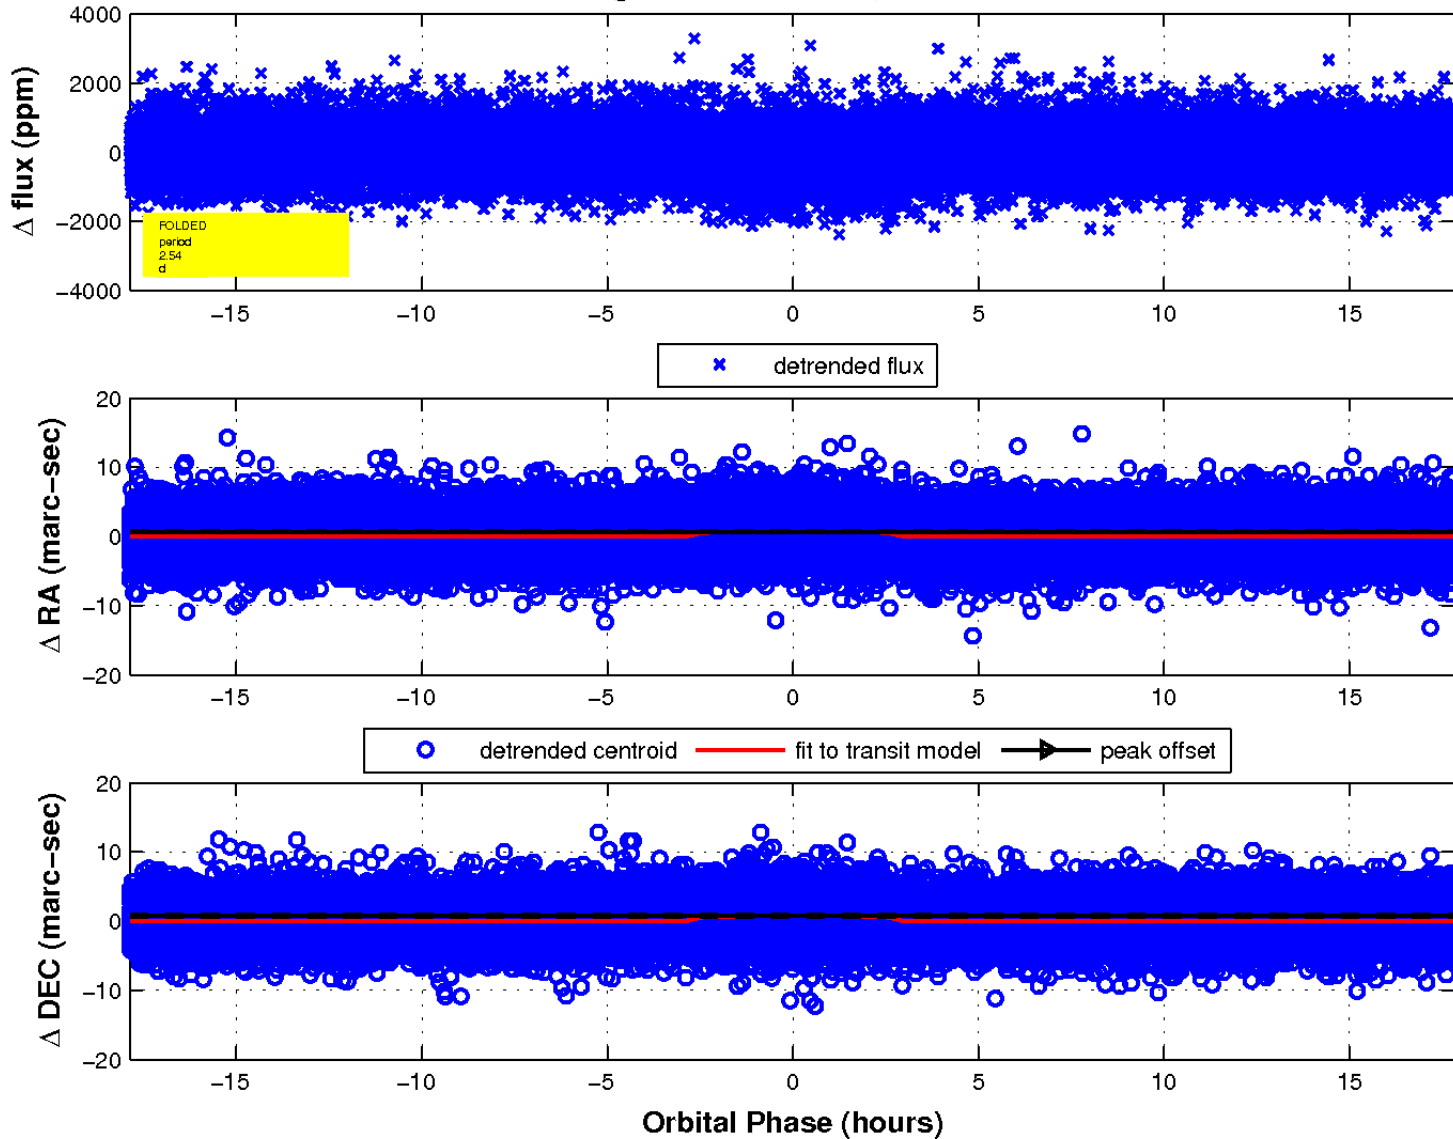 4000
2000
0
−2000
−4000
Δ flux (ppm)
FOLDED
period
2.54
d
−15 −10 −5 0 5 10 15
detrended flux
20
10
0
−10
−20
Δ RA (marc−sec)
−15 −10 −5 0 5 10 15
detrended centroid fit to transit model peak offset
20
10
0
−10
−20
Δ DEC (marc−sec)
−15 −10 −5 0 5 10 15
Orbital Phase (hours)